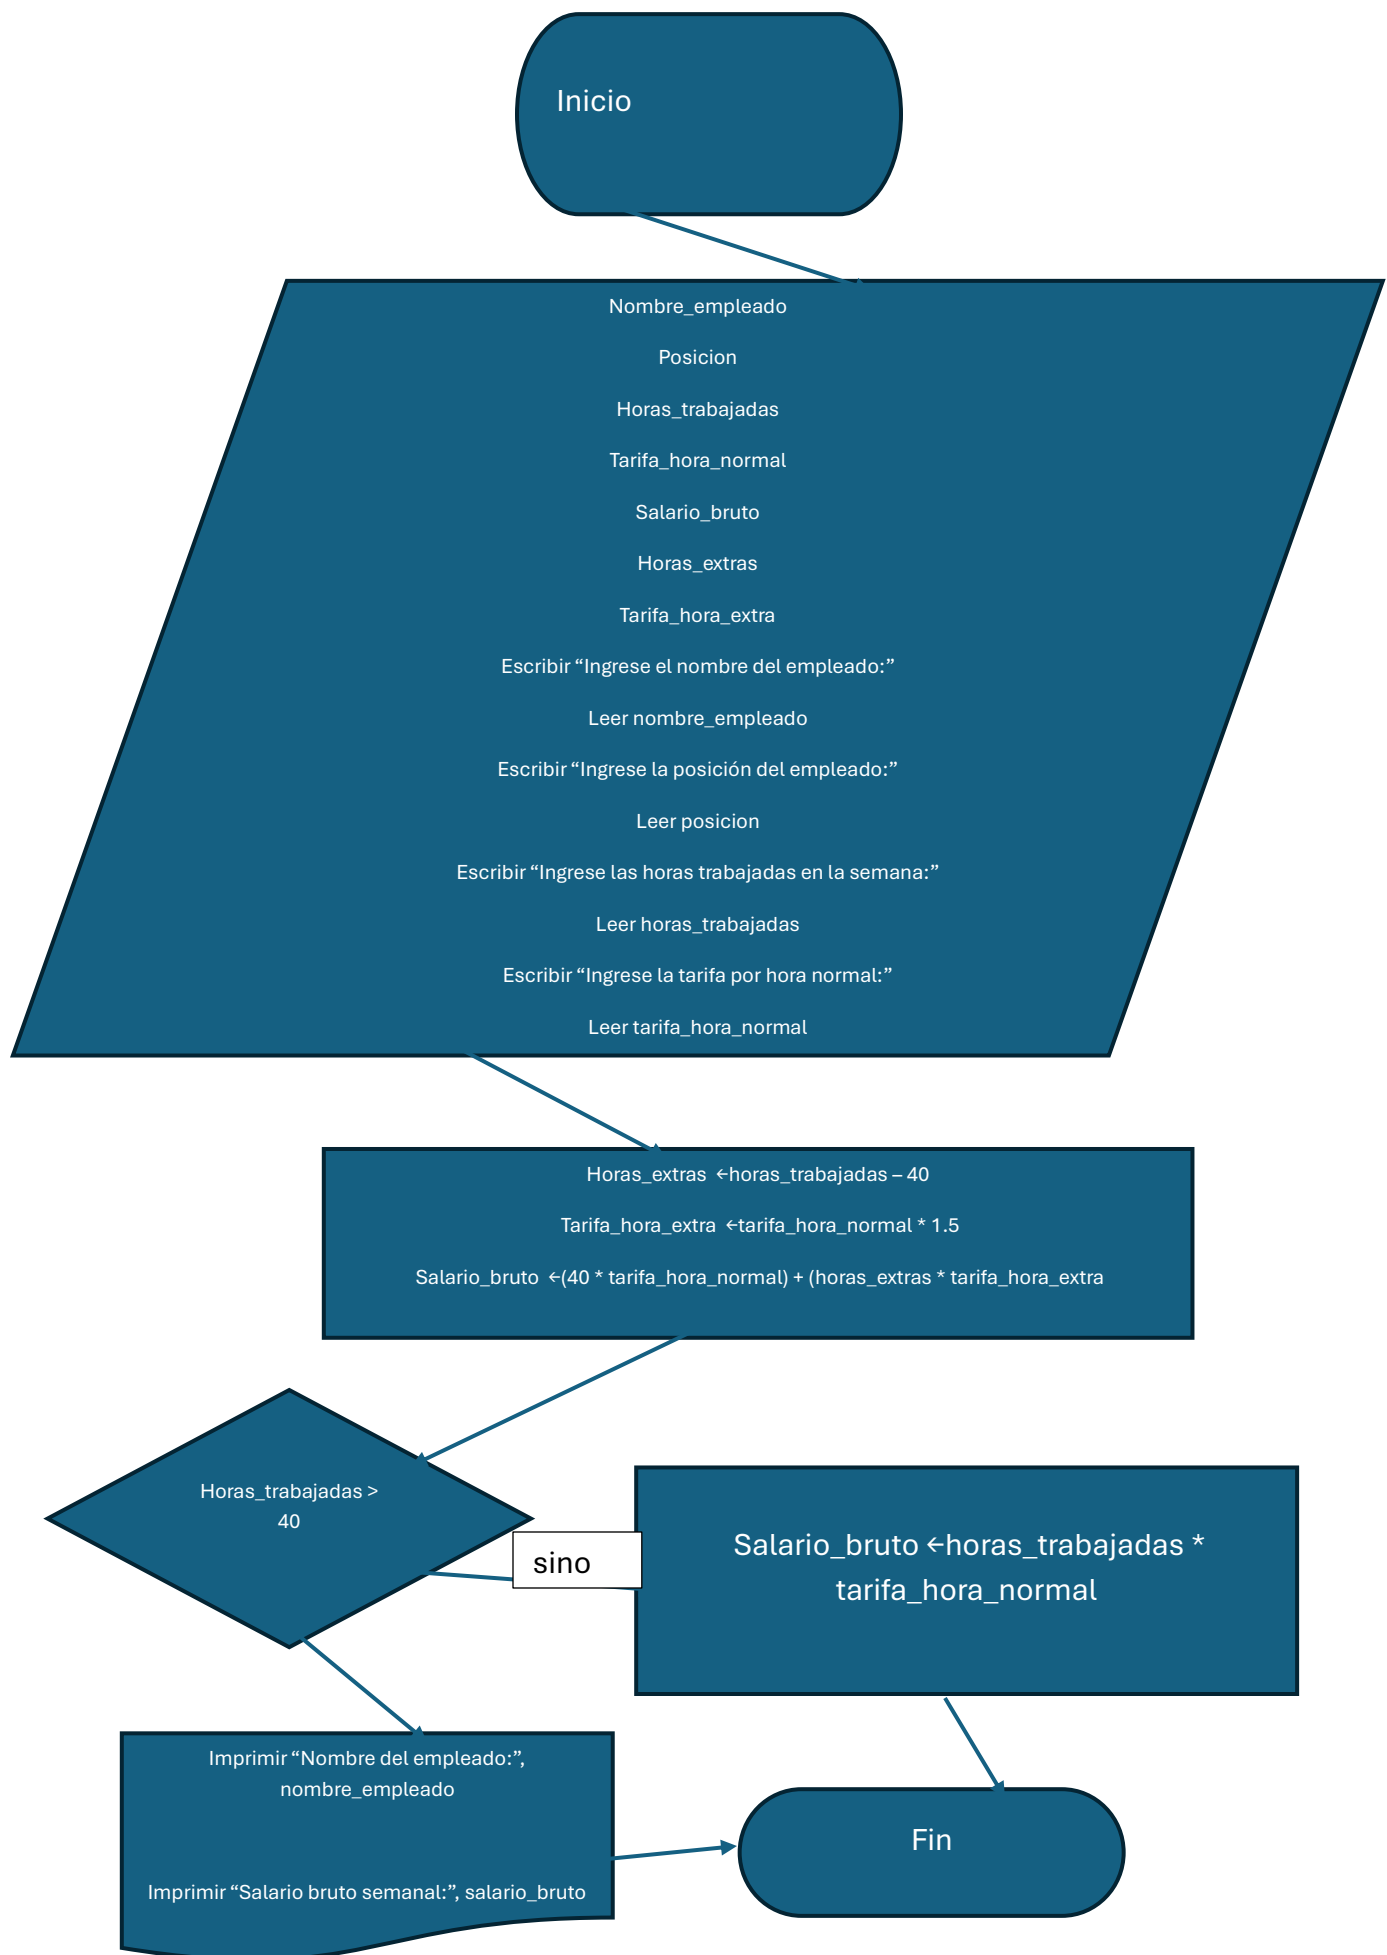 Inicio
Nombre_empleado
Posicion
Horas_trabajadas
Tarifa_hora_normal
Salario_bruto
Horas_extras
Tarifa_hora_extra
Escribir “Ingrese el nombre del empleado:”
Leer nombre_empleado
Escribir “Ingrese la posición del empleado:”
Leer posicion
Escribir “Ingrese las horas trabajadas en la semana:”
Leer horas_trabajadas
Escribir “Ingrese la tarifa por hora normal:”
Leer tarifa_hora_normal
Horas_extras ←horas_trabajadas – 40
Tarifa_hora_extra ←tarifa_hora_normal * 1.5
Salario_bruto ←(40 * tarifa_hora_normal) + (horas_extras * tarifa_hora_extra
Horas_trabajadas >
40
sino
Salario_bruto ←horas_trabajadas *
tarifa_hora_normal
Imprimir “Nombre del empleado:”,
nombre_empleado
Imprimir “Salario bruto semanal:”, salario_bruto
Fin